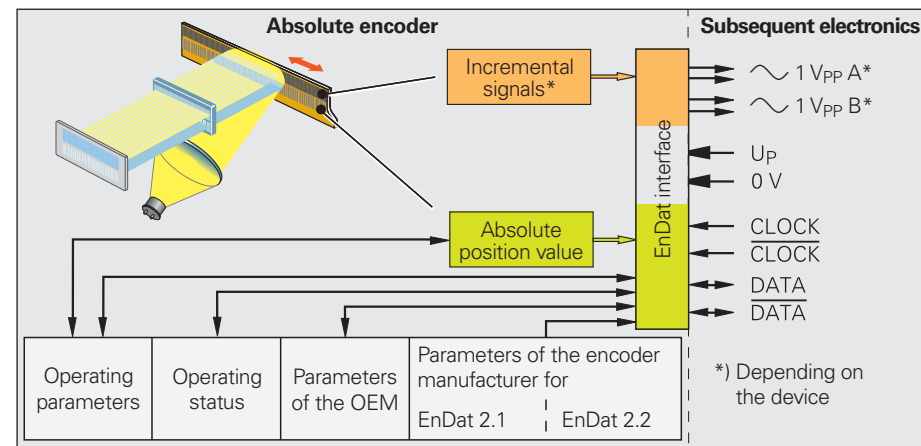 Absolute encoder
Subsequent electronics
Incremental
signals*
1 VPP A*
1 VPP B*
EnDat interface
UP
0 V
Absolute
position value
CLOCK
CLOCK
DATA
DATA
Operating
parameters
Operating
status
Parameters
of the OEM
Parameters of the encoder
manufacturer for
EnDat 2.1
EnDat 2.2
*) Depending on
the device